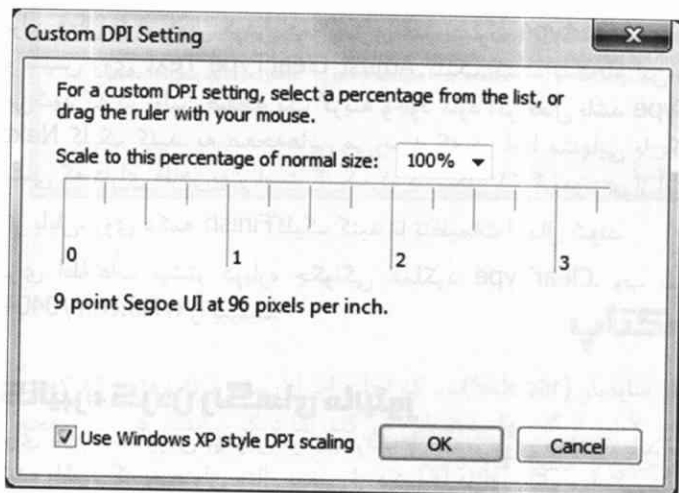 Custom DPI Setting
For a custom DPI setting, select a percentage from the list, or
drag the ruler with your mouse.
Scale to this percentage of normal size: 100%
0 1 2 3
9 point Segoe UI at 96 pixels per inch.
Use Windows XP style DPI scaling OK Cancel